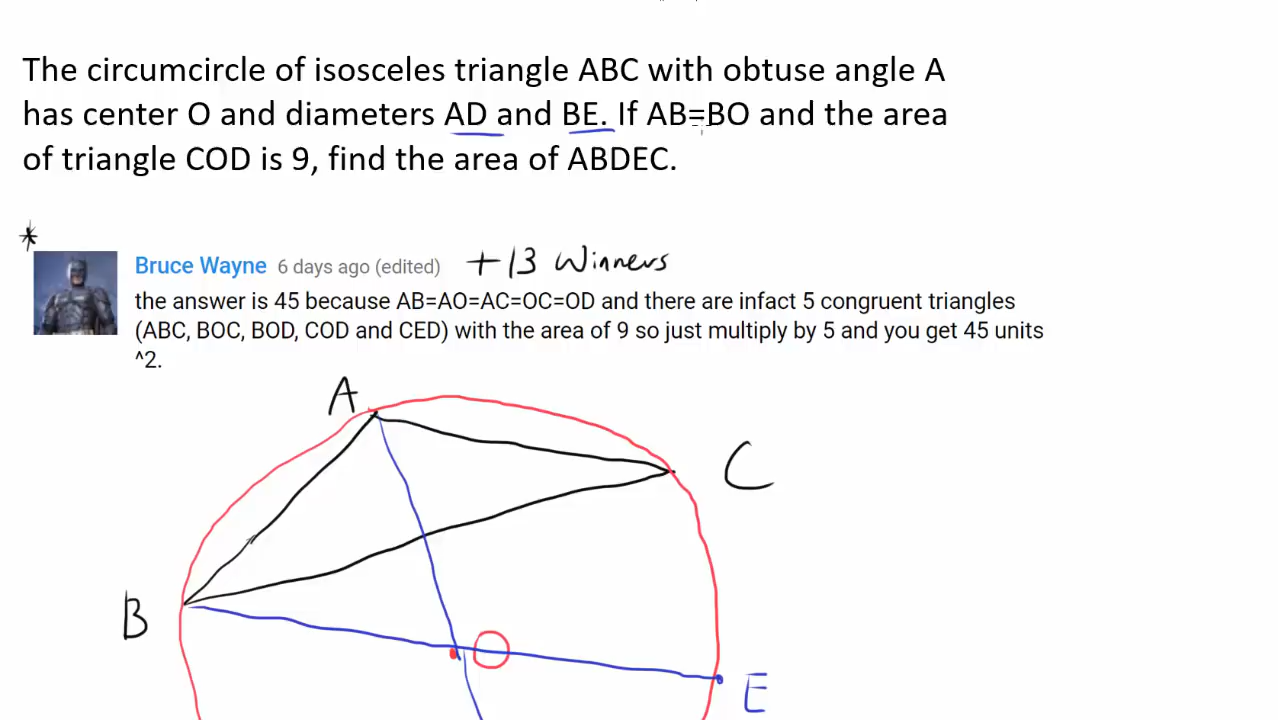 The circumcircle of isosceles triangle ABC with obtuse angle A
has center O and diameters AD and BE. If AB=BO and the area
of triangle COD is 9, find the area of ABDEC.
*
Bruce Wayne 6 days ago (edited) +13 Winners
the answer is 45 because AB=AO=AC=OC=OD and there are infact 5 congruent triangles
(ABC, BOC, BOD, COD and CED) with the area of 9 so just multiply by 5 and you get 45 units
^2.
A
C
B
O
E